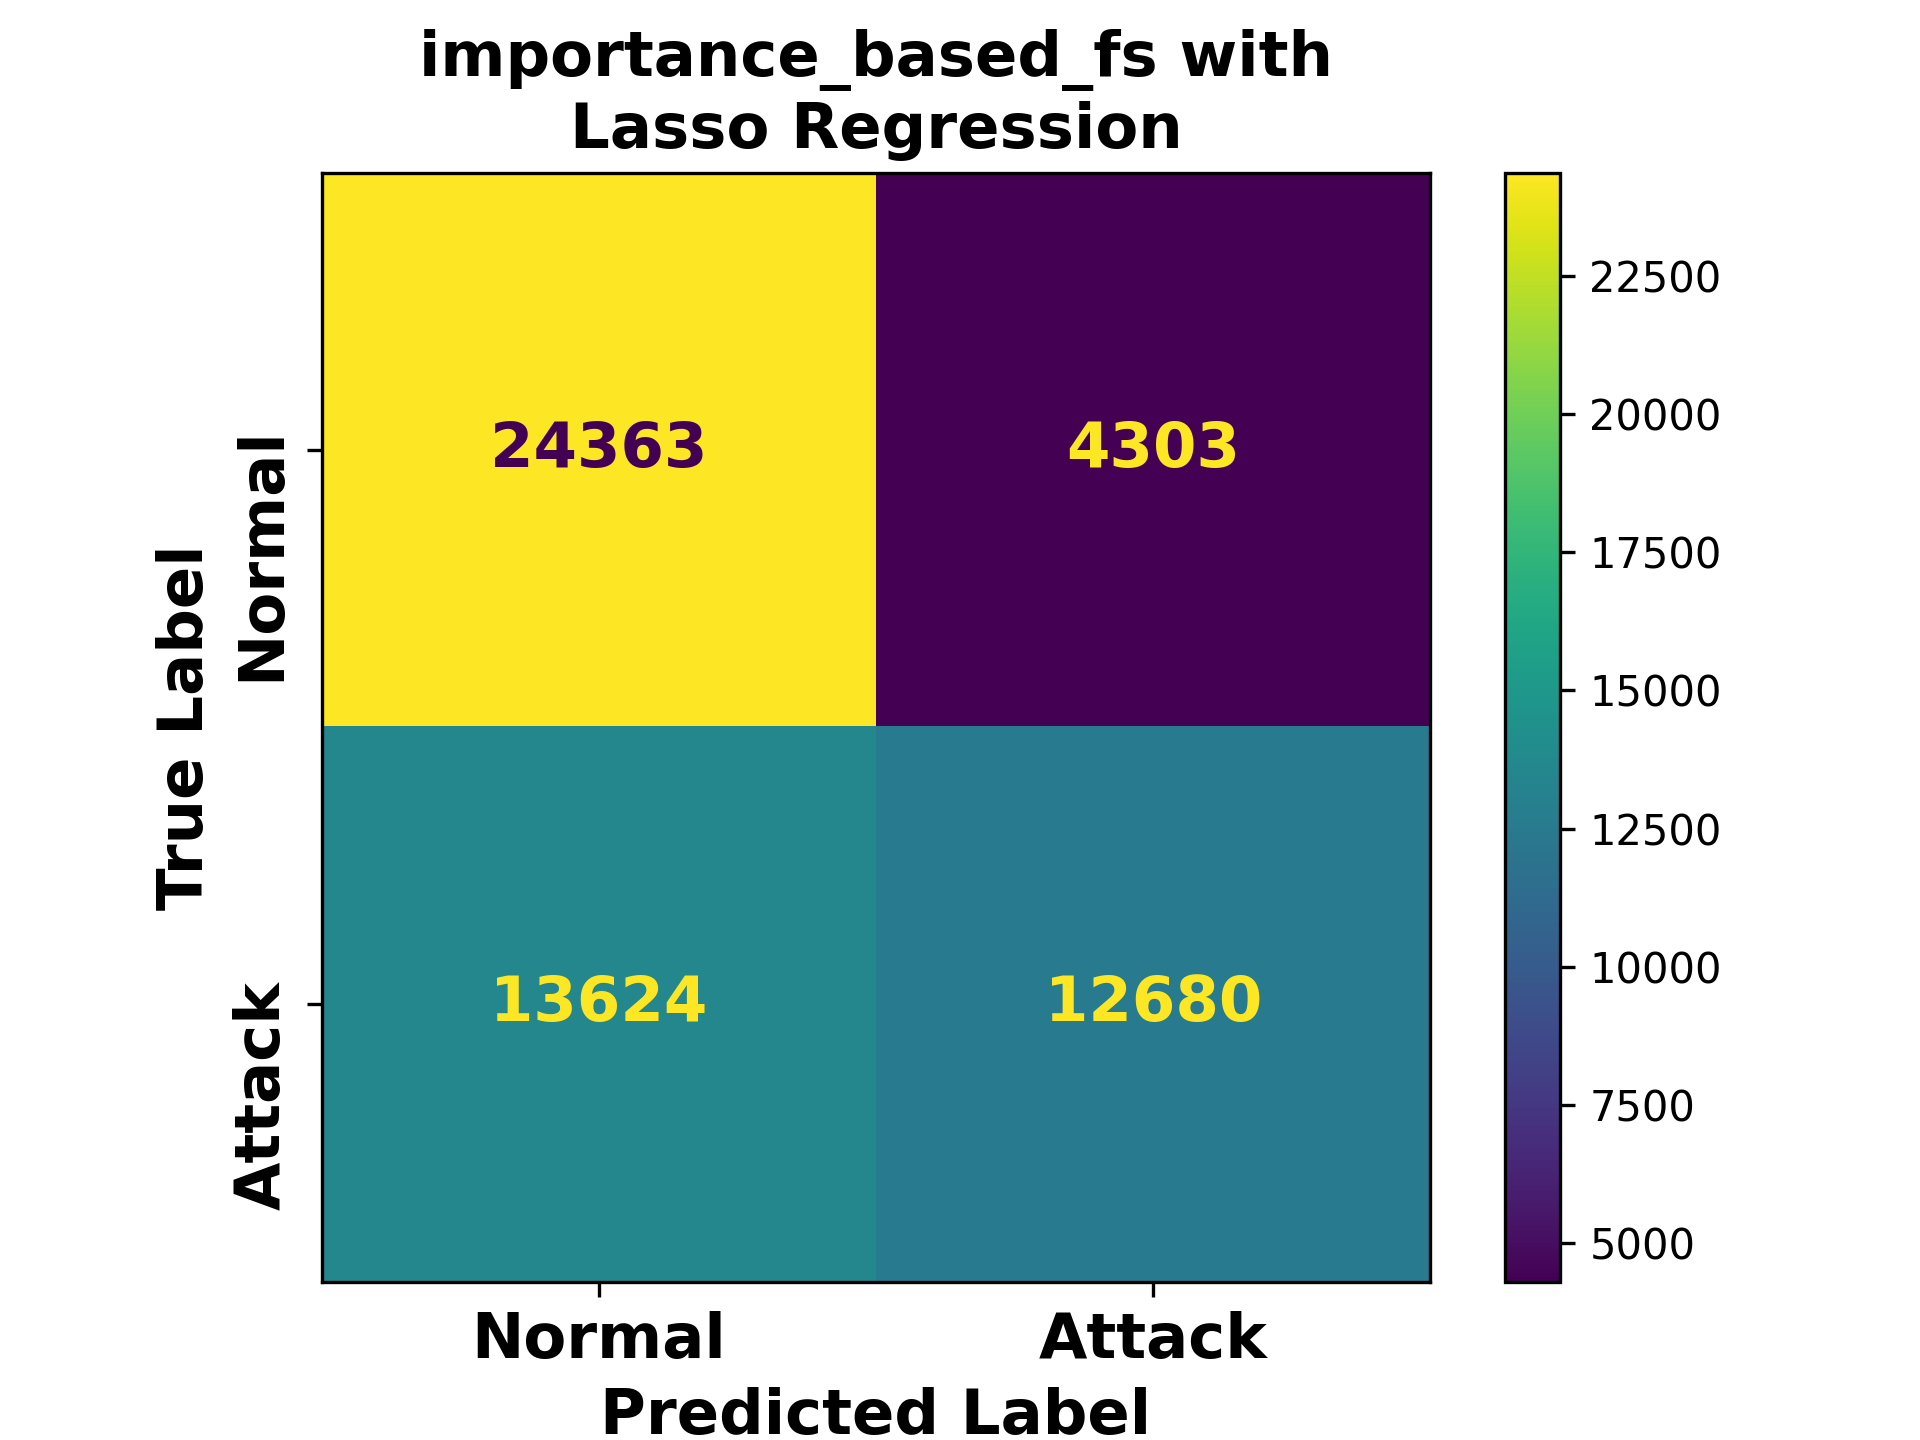 importance_based_fs with
Lasso Regression
True Label
Normal
Attack
24363
4303
13624
12680
Normal
Attack
Predicted Label
22500
20000
17500
15000
12500
10000
7500
5000